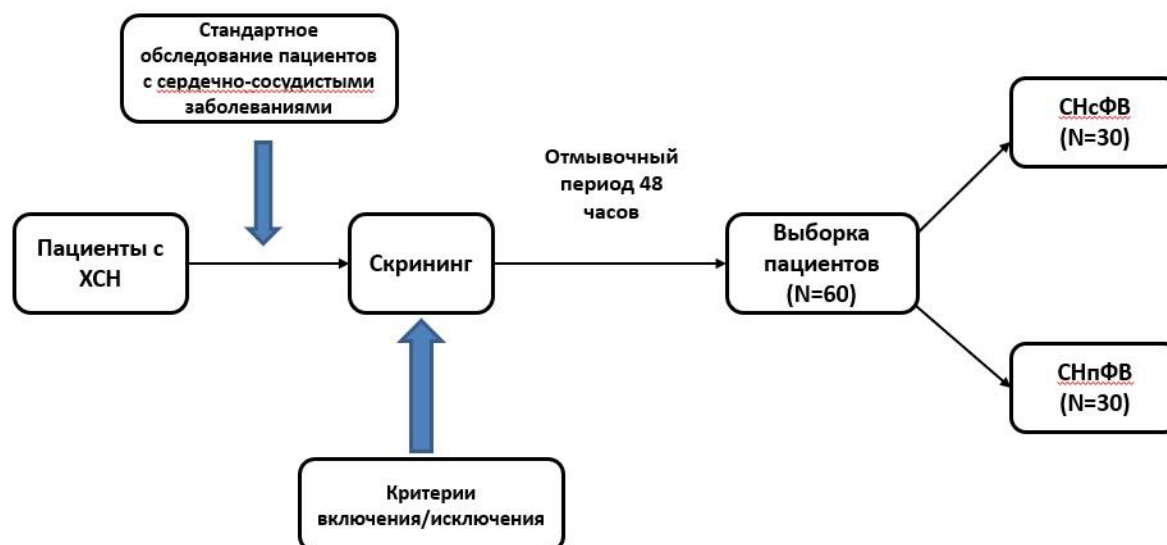 Стандартное
обследование пациентов
с сердечно-сосудистыми
заболеваниями
Пациенты с
ХСН
Скрининг
Критерии
включения/исключения
Отмывочный
период 48
часов
Выборка
пациентов
(N=60)
СНсФВ
(N=30)
СНпФВ
(N=30)